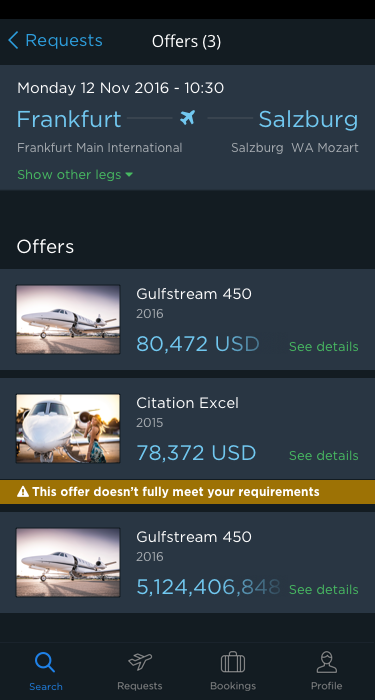 Requests
Offers (3)
Monday 12 Nov 2016 - 10:30
Frankfurt
Salzburg
Frankfurt Main International
Salzburg WA Mozart
Show other legs
Offers
Gulfstream 450
2016
80,472 USD
See details
Citation Excel
2015
78,372 USD
See details
This offer doesn't fully meet your requirements
Gulfstream 450
2016
5,124,406,848
See details
Search
Requests
Bookings
Profile